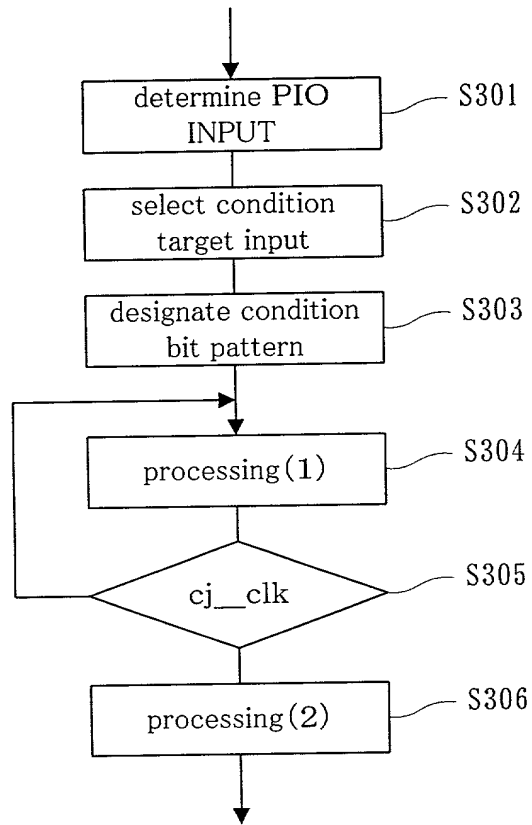 determine PIO
INPUT
S301
select condition
target input
S302
designate condition
bit pattern
S303
processing(1)
S304
cj__clk
S305
processing(2)
S306